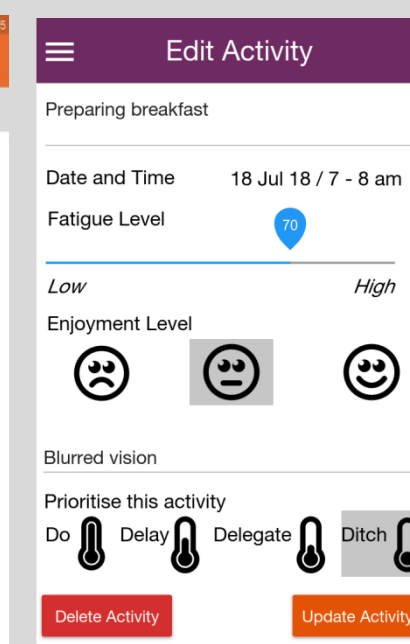 5
Edit Activity
Preparing breakfast
Date and Time 18 Jul 18 / 7 - 8 am
Fatigue Level
70
Low High
Enjoyment Level
Blurred vision
Prioritise this activity
Do Delay Delegate Ditch
Delete Activity Update Activity